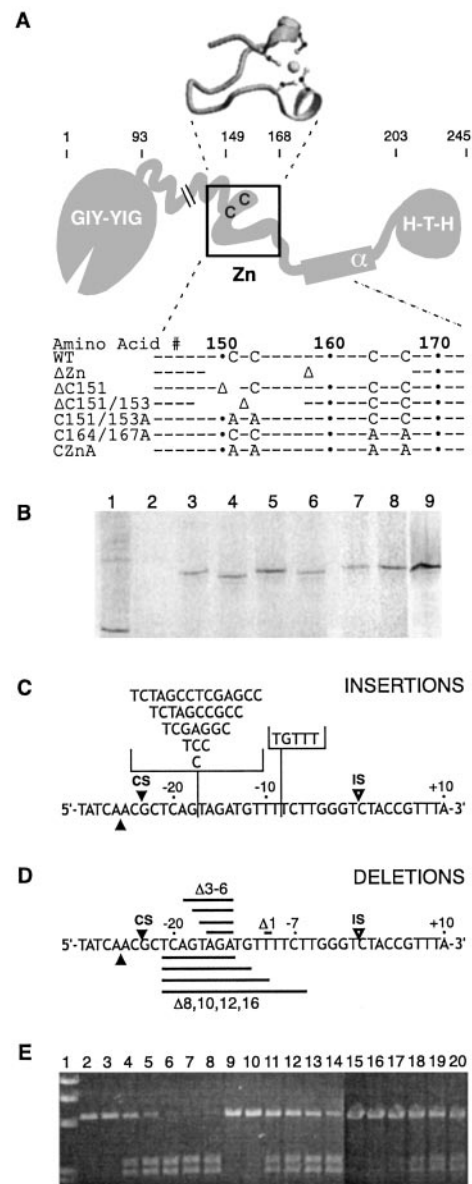 A
1 93 149 168 203 245
GIY-YIG
C
C
Zn
α
H-T-H
Amino Acid # 150 160 170
WT -----•C-C------•---C--C--•--
ΔZn ----- Δ --•--
ΔC151 ----- Δ -C------•---C--C--•--
ΔC151/153 ---- Δ --•---C--C--•--
C151/153A -----•A-A------•---C--C--•--
C164/167A -----•C-C------•---A--A--•--
CZnA -----•A-A------•---A--A--•--
B
1 2 3 4 5 6 7 8 9
C
INSERTIONS
TCTAGCCTCGAGCC
TCTAGCCGCC
TCGAGGC
TCC
C
TGTTT
CS -20 -10 IS +10
5'-TATCAACGCTCAGTAGATGTTTTCTTGGGTCTACCGTTTA-3'
D
DELETIONS
Δ3-6
Δ1
CS -20 -7 IS +10
5'-TATCAACGCTCAGTAGATGTTTTCTTGGGTCTACCGTTTA-3'
Δ8,10,12,16
E
1 2 3 4 5 6 7 8 9 10 11 12 13 14 15 16 17 18 19 20